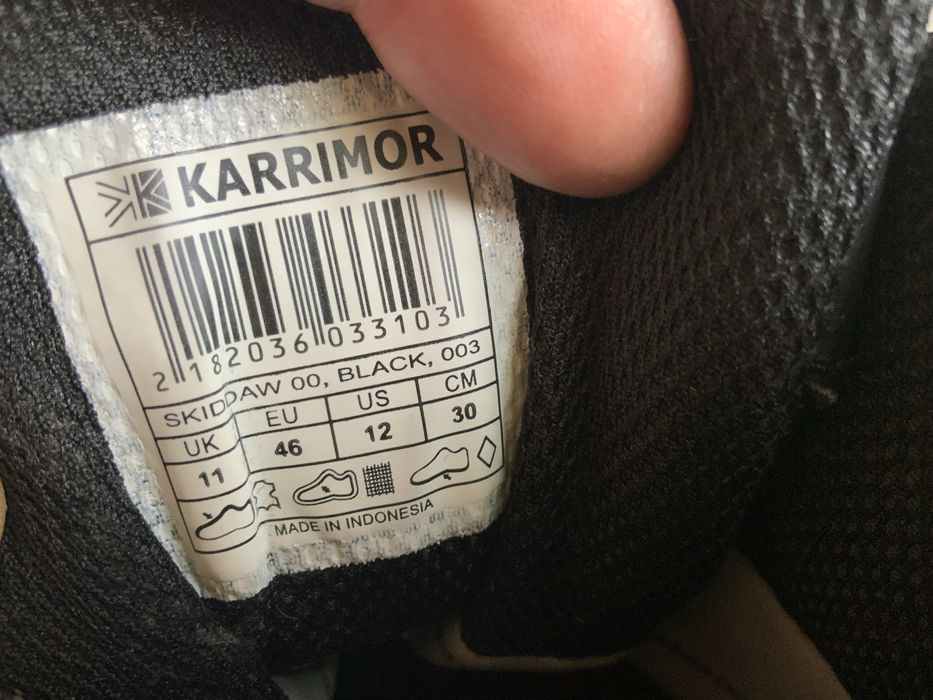 KARRIMOR
2 182036 033103
SKIDDAW 00, BLACK, 003
UK EU US CM
11 46 12 30
MADE IN INDONESIA